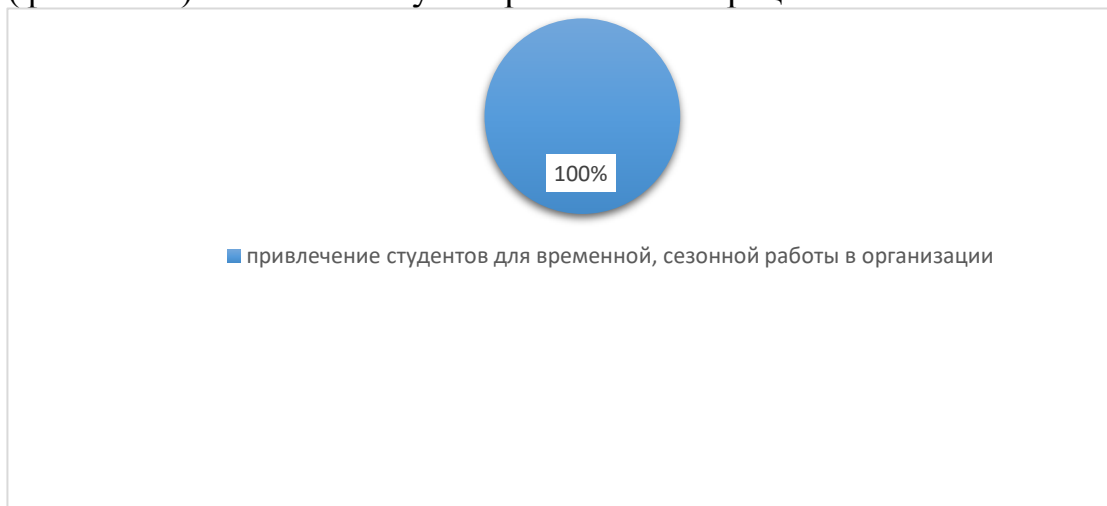 100%
привлечение студентов для временной, сезонной работы в организации